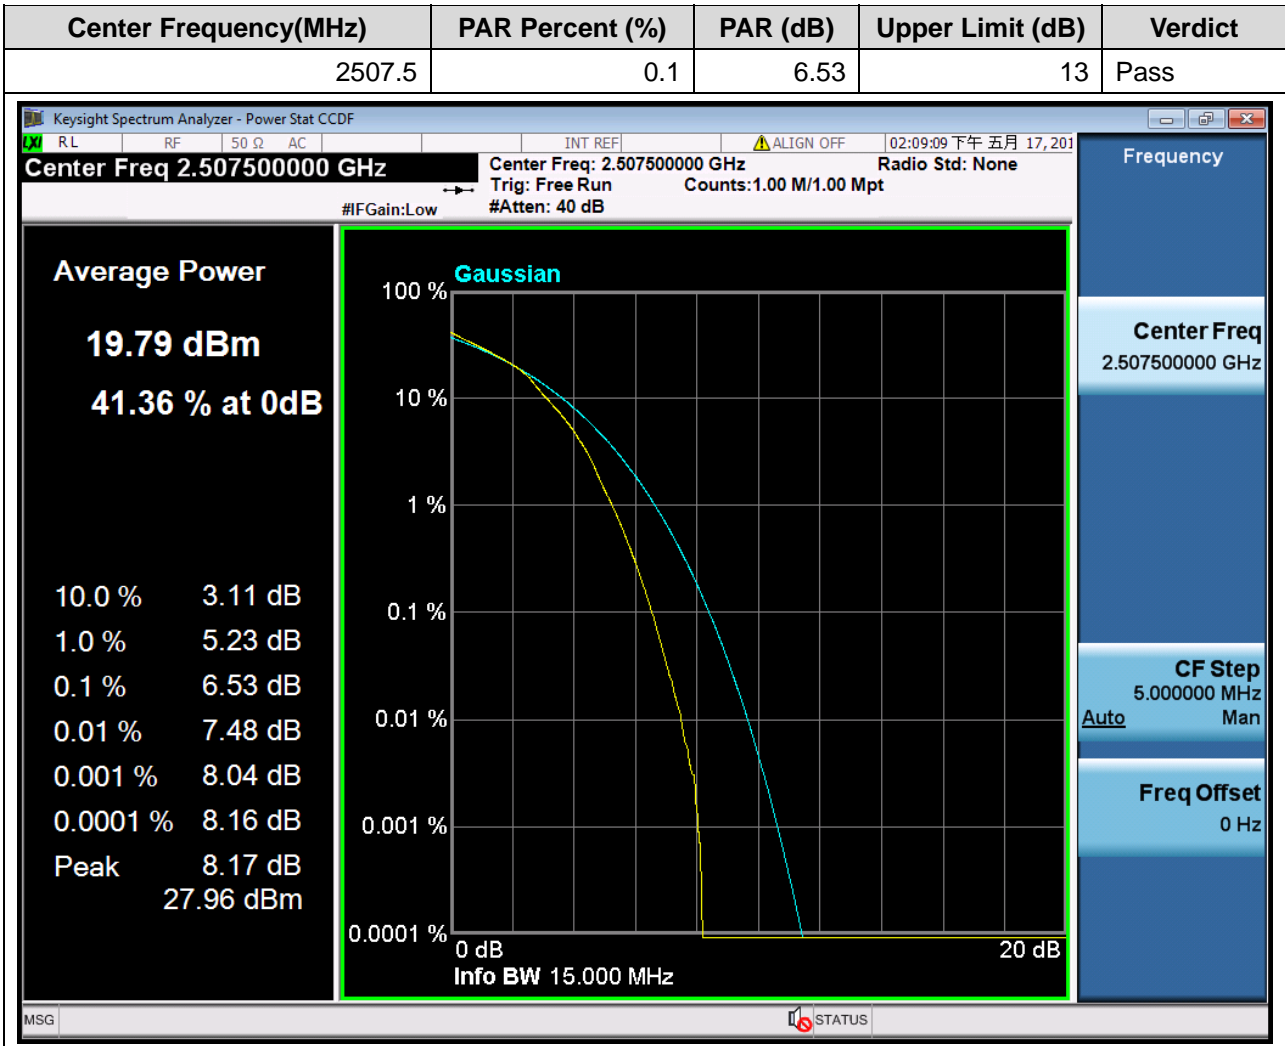 Center Frequency(MHz) PAR Percent (%) PAR (dB) Upper Limit (dB) Verdict
2507.5 0.1 6.53 13 Pass
Keysight Spectrum Analyzer - Power Stat CCDF
LXI RL RF 50 Ω AC INT REF ALIGN OFF 02:09:09 下午 五月 17, 201
Center Freq 2.507500000 GHz
#IFGain:Low
Center Freq: 2.507500000 GHz Radio Std: None
Trig: Free Run Counts:1.00 M/1.00 Mpt
#Atten: 40 dB
Average Power
19.79 dBm
41.36 % at 0dB
10.0 % 3.11 dB
1.0 % 5.23 dB
0.1 % 6.53 dB
0.01 % 7.48 dB
0.001 % 8.04 dB
0.0001 % 8.16 dB
Peak 8.17 dB
27.96 dBm
Gaussian
100 %
10 %
1 %
0.1 %
0.01 %
0.001 %
0.0001 %
0 dB 20 dB
Info BW 15.000 MHz
Frequency
Center Freq
2.507500000 GHz
CF Step
5.000000 MHz
Auto Man
Freq Offset
0 Hz
MSG STATUS